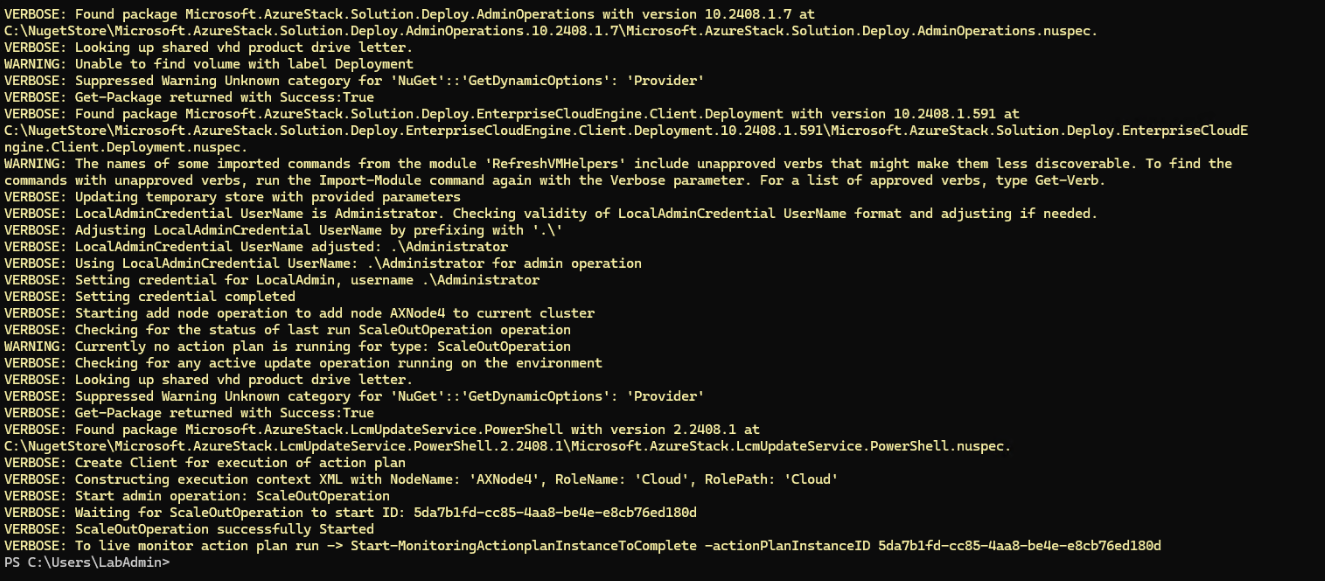 VERBOSE: Found package Microsoft.AzureStack.Solution.Deploy.AdminOperations with version 10.2408.1.7 at
C:\NugetStore\Microsoft.AzureStack.Solution.Deploy.AdminOperations.10.2408.1.7\Microsoft.AzureStack.Solution.Deploy.AdminOperations.nuspec.
VERBOSE: Looking up shared vhd product drive letter.
WARNING: Unable to find volume with label Deployment
VERBOSE: Suppressed Warning Unknown category for 'NuGet'::'GetDynamicOptions': 'Provider'
VERBOSE: Get-Package returned with Success:True
VERBOSE: Found package Microsoft.AzureStack.Solution.Deploy.EnterpriseCloudEngine.Client.Deployment with version 10.2408.1.591 at
C:\NugetStore\Microsoft.AzureStack.Solution.Deploy.EnterpriseCloudEngine.Client.Deployment.10.2408.1.591\Microsoft.AzureStack.Solution.Deploy.EnterpriseCloudE
ngine.Client.Deployment.nuspec.
WARNING: The names of some imported commands from the module 'RefreshVMHelpers' include unapproved verbs that might make them less discoverable. To find the
commands with unapproved verbs, run the Import-Module command again with the Verbose parameter. For a list of approved verbs, type Get-Verb.
VERBOSE: Updating temporary store with provided parameters
VERBOSE: LocalAdminCredential UserName is Administrator. Checking validity of LocalAdminCredential UserName format and adjusting if needed.
VERBOSE: Adjusting LocalAdminCredential UserName by prefixing with '.\'
VERBOSE: LocalAdminCredential UserName adjusted: .\Administrator
VERBOSE: Using LocalAdminCredential UserName: .\Administrator for admin operation
VERBOSE: Setting credential for LocalAdmin, username .\Administrator
VERBOSE: Setting credential completed
VERBOSE: Starting add node operation to add node AXNode4 to current cluster
VERBOSE: Checking for the status of last run ScaleOutOperation operation
WARNING: Currently no action plan is running for type: ScaleOutOperation
VERBOSE: Checking for any active update operation running on the environment
VERBOSE: Looking up shared vhd product drive letter.
VERBOSE: Suppressed Warning Unknown category for 'NuGet'::'GetDynamicOptions': 'Provider'
VERBOSE: Get-Package returned with Success:True
VERBOSE: Found package Microsoft.AzureStack.LcmUpdateService.PowerShell with version 2.2408.1 at
C:\NugetStore\Microsoft.AzureStack.LcmUpdateService.PowerShell.2.2408.1\Microsoft.AzureStack.LcmUpdateService.PowerShell.nuspec.
VERBOSE: Create Client for execution of action plan
VERBOSE: Constructing execution context XML with NodeName: 'AXNode4', RoleName: 'Cloud', RolePath: 'Cloud'
VERBOSE: Start admin operation: ScaleOutOperation
VERBOSE: Waiting for ScaleOutOperation to start ID: 5da7b1fd-cc85-4aa8-be4e-e8cb76ed180d
VERBOSE: ScaleOutOperation successfully Started
VERBOSE: To live monitor action plan run -> Start-MonitoringActionplanInstanceToComplete -actionPlanInstanceID 5da7b1fd-cc85-4aa8-be4e-e8cb76ed180d
PS C:\Users\LabAdmin>